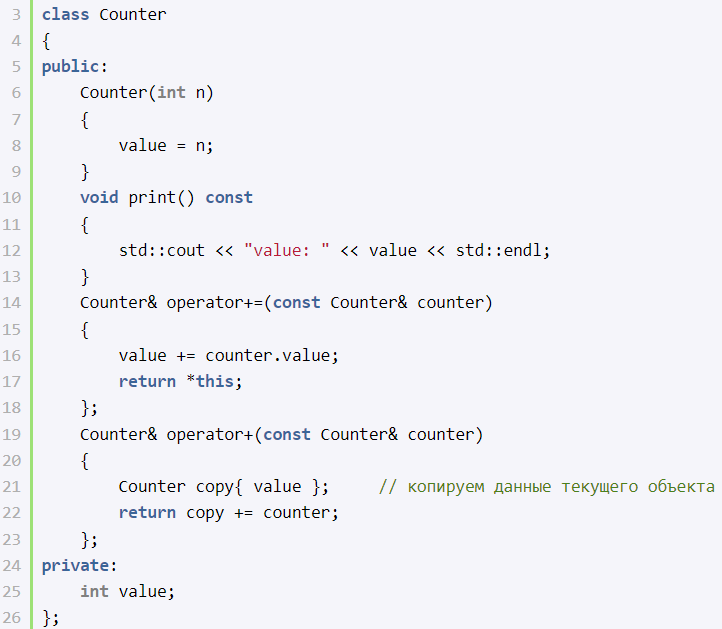 3 class Counter
4 {
5 public:
6     Counter(int n)
7     {
8         value = n;
9     }
10     void print() const
11     {
12         std::cout << "value: " << value << std::endl;
13     }
14     Counter& operator+=(const Counter& counter)
15     {
16         value += counter.value;
17         return *this;
18     };
19     Counter& operator+(const Counter& counter)
20     {
21         Counter copy{ value };     // копируем данные текущего объекта
22         return copy += counter;
23     };
24 private:
25     int value;
26 };